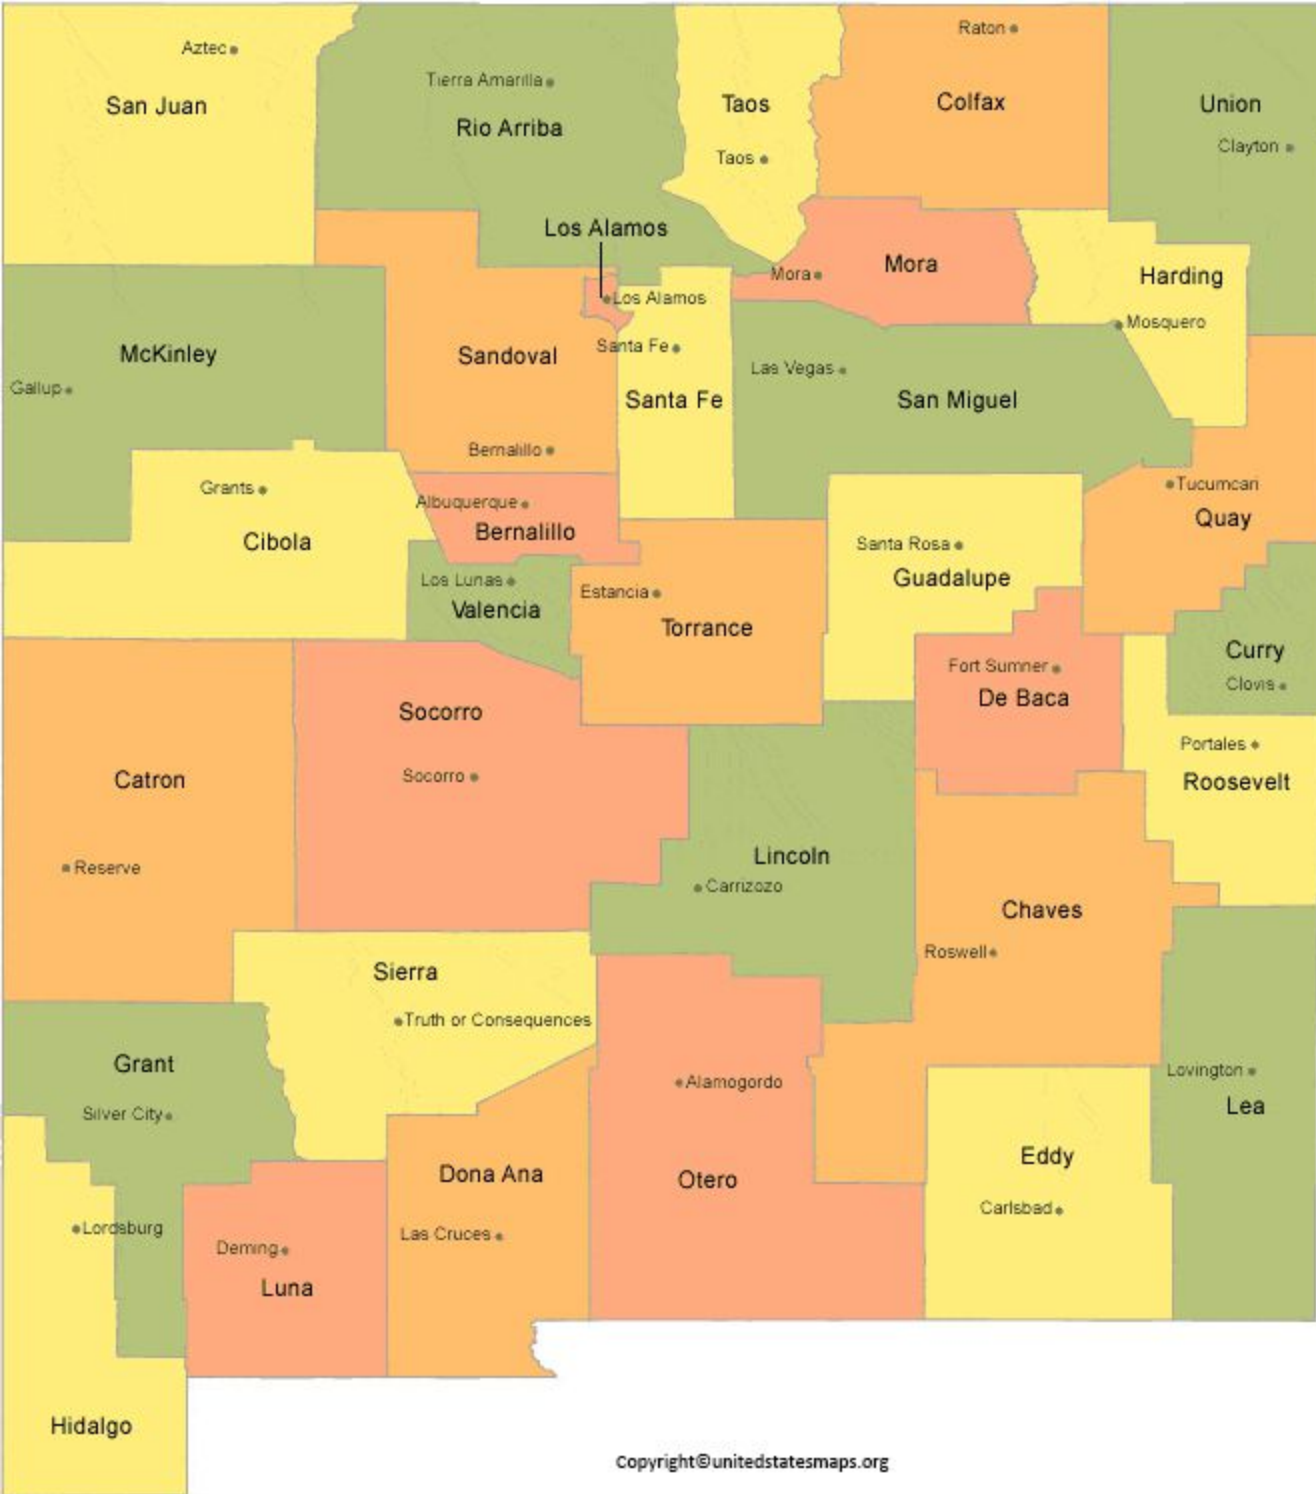 Aztec
San Juan
Tierra Amarilla
Rio Arriba
Taos
Taos
Raton
Colfax
Union
Clayton
Los Alamos
Los Alamos
Mora
Mora
Harding
Mosquero
McKinley
Gallup
Sandoval
Bernalillo
Santa Fe
Santa Fe
Las Vegas
San Miguel
Grants
Cibola
Albuquerque
Bernalillo
Tucumcari
Quay
Santa Rosa
Guadalupe
Los Lunas
Valencia
Estancia
Torrance
Curry
Clovis
Fort Sumner
De Baca
Socorro
Socorro
Portales
Roosevelt
Catron
Reserve
Lincoln
Carrizozo
Chaves
Roswell
Sierra
Truth or Consequences
Grant
Silver City
Alamogordo
Otero
Lovington
Lea
Eddy
Carlsbad
Dona Ana
Las Cruces
Lordsburg
Deming
Luna
Hidalgo
Copyright©unitedstatesmaps.org